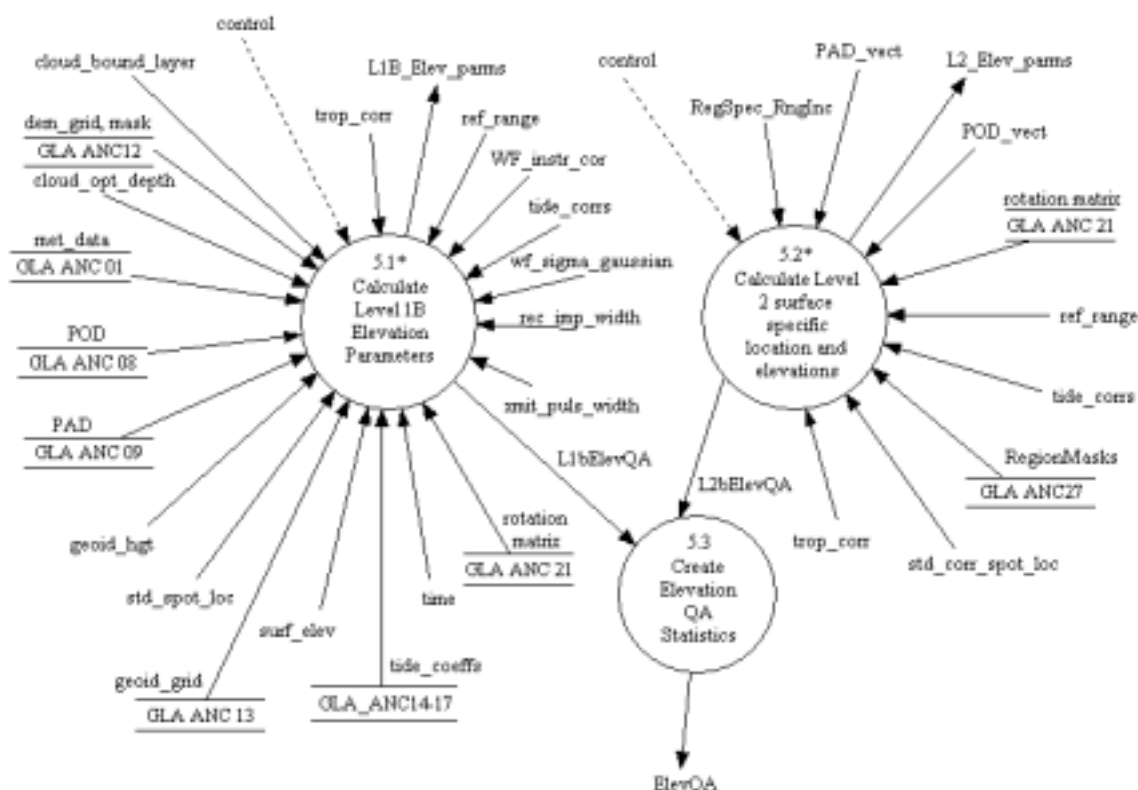 control
cloud_bound_layer
L1B_Elev_parms
trop_corr
ref_range
WF_instr_cor
tide_corrs
wf_sigma_gaussian
rec_imp_width
xmit_puls_width
dem_grid, mask
GLA ANC12
cloud_opt_depth
met_data
GLA ANC 01
POD
GLA ANC 08
PAD
GLA ANC 09
geoid_hgt
std_spot_loc
geoid_grid
GLA ANC 13
surf_elev
tide_coeffs
GLA_ANC14-17
time
rotation
matrix
GLA ANC 21
5.1*
Calculate
Level 1B
Elevation
Parameters
L1bElevQA
control
RegSpec_RngInc
PAD_vect
L2_Elev_parms
POD_vect
rotation matrix
GLA ANC 21
ref_range
tide_corrs
RegionMasks
GLA ANC27
std_corr_spot_loc
trop_corr
5.2*
Calculate Level
2 surface
specific
location and
elevations
L2bElevQA
5.3
Create
Elevation
QA
Statistics
ElevQA